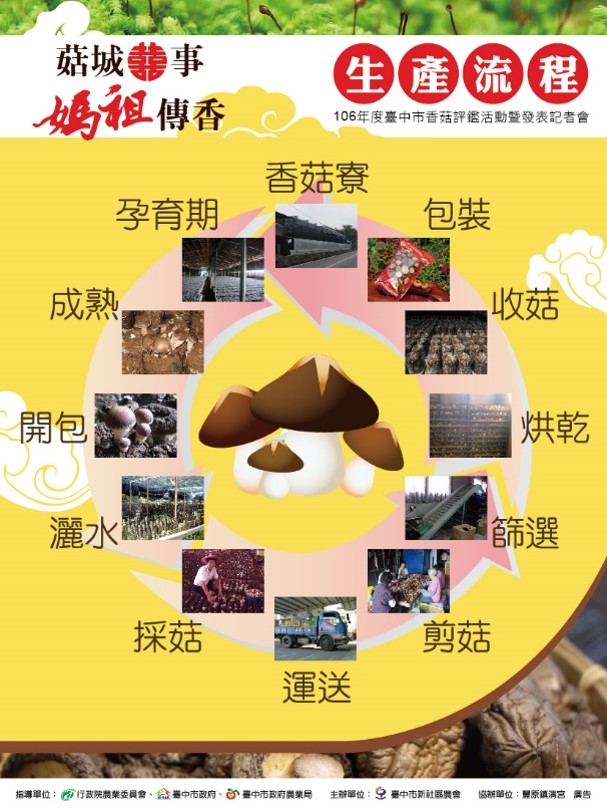 菇城囍事
媽祖傳香
生產流程
106年度臺中市香菇評鑑活動暨發表記者會
香菇寮
孕育期
包裝
成熟
收菇
開包
烘乾
灑水
篩選
採菇
剪菇
運送
指導單位：行政院農業委員會、臺中市政府、臺中市政府農業局 主辦單位：臺中市新社區農會 協辦單位：豐原鎮清宮 廣告